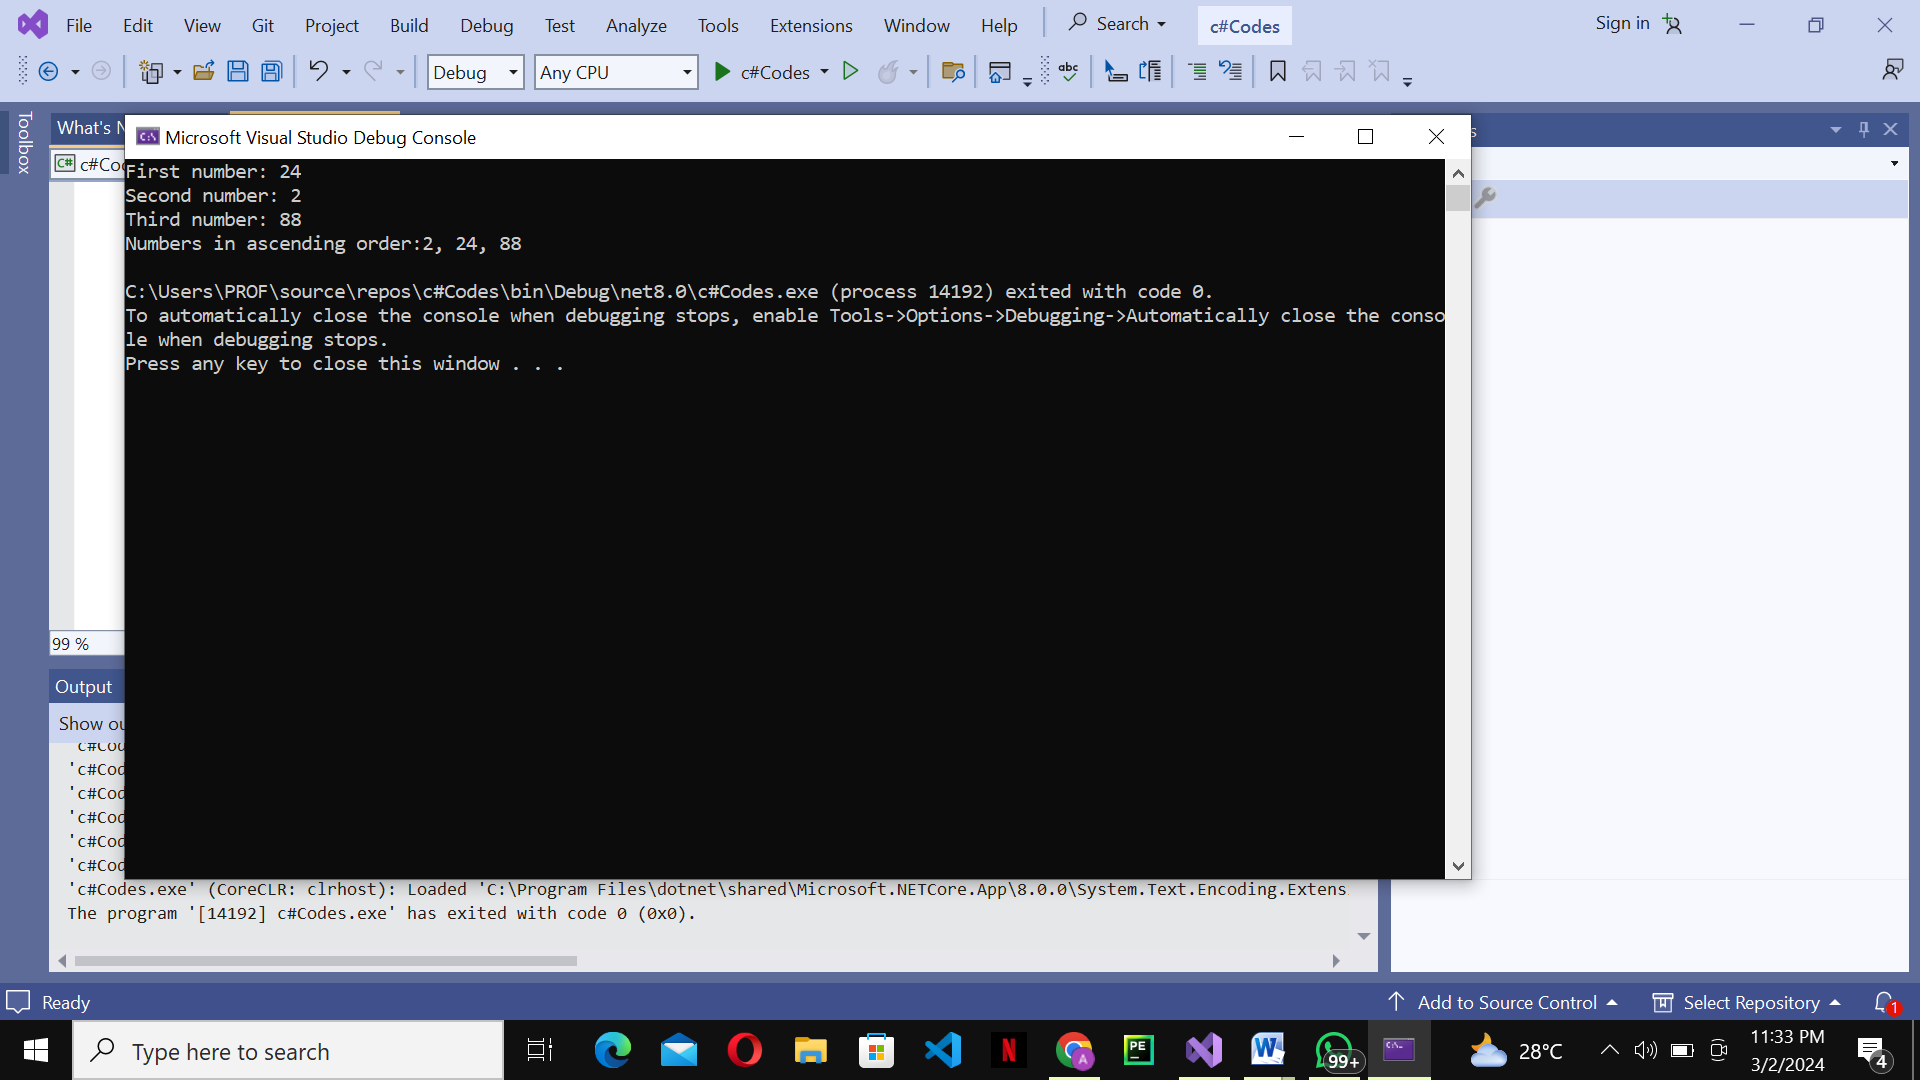 File Edit View Git Project Build Debug Test Analyze Tools Extensions Window Help Search c#Codes Sign in
Debug Any CPU c#Codes abc
Toolbox
What's N
Microsoft Visual Studio Debug Console
s
C# c#Co
First number: 24
Second number: 2
Third number: 88
Numbers in ascending order:2, 24, 88
C:\Users\PROF\source\repos\c#Codes\bin\Debug\net8.0\c#Codes.exe (process 14192) exited with code 0.
To automatically close the console when debugging stops, enable Tools->Options->Debugging->Automatically close the conso
le when debugging stops.
Press any key to close this window . . .
99 %
Output
Show ou
'c#Cod
'c#Cod
'c#Cod
'c#Cod
'c#Cod
'c#Cod
'c#Codes.exe' (CoreCLR: clrhost): Loaded 'C:\Program Files\dotnet\shared\Microsoft.NETCore.App\8.0.0\System.Text.Encoding.Extens
The program '[14192] c#Codes.exe' has exited with code 0 (0x0).
Ready Add to Source Control Select Repository 1
Type here to search N A PE W 99+ C:\ 28°C 11:33 PM
3/2/2024 4